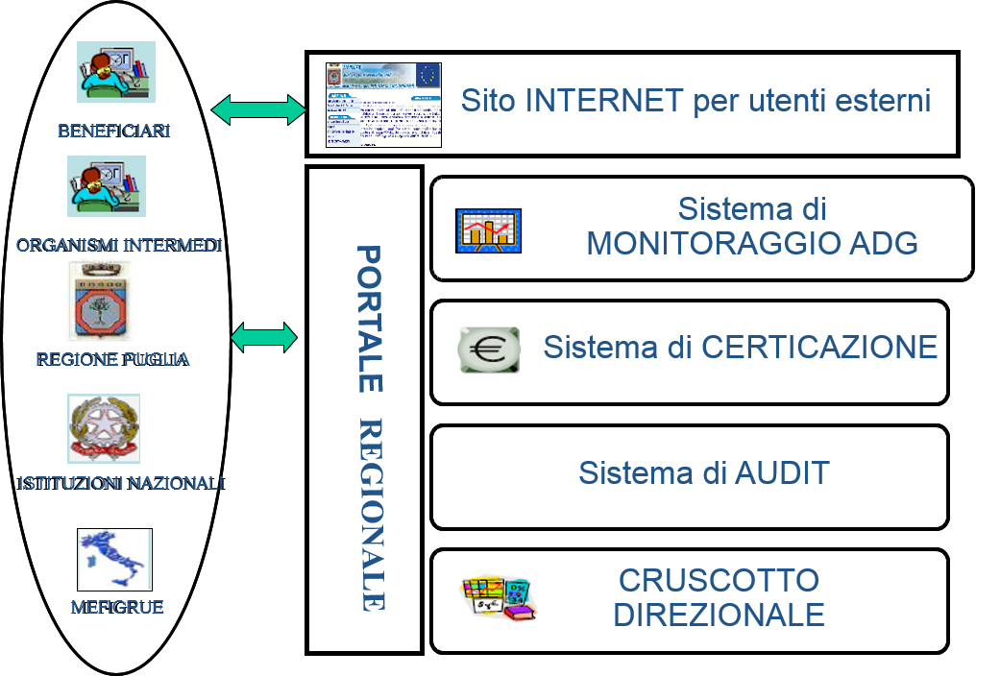 BENEFICIARI
ORGANISMI INTERMEDI
REGIONE PUGLIA
ISTITUZIONI NAZIONALI
MEFIGRUE
Sito INTERNET per utenti esterni
PORTALE REGIONALE
Sistema di
MONITORAGGIO ADG
Sistema di CERTICAZIONE
Sistema di AUDIT
CRUSCOTTO
DIREZIONALE